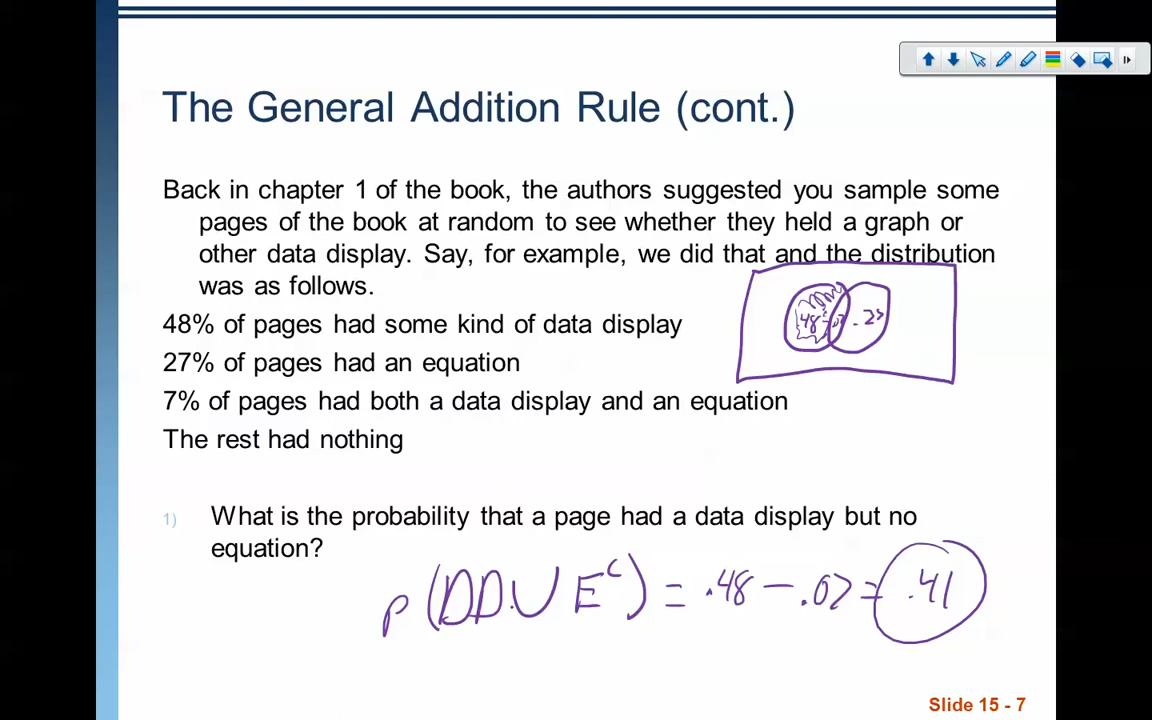 The General Addition Rule (cont.)
Back in chapter 1 of the book, the authors suggested you sample some
pages of the book at random to see whether they held a graph or
other data display. Say, for example, we did that and the distribution
was as follows.
.48 .07 .25
48% of pages had some kind of data display
27% of pages had an equation
7% of pages had both a data display and an equation
The rest had nothing
1) What is the probability that a page had a data display but no
equation?
P(DD ∪ Eᶜ) = .48 - .07 = .41
Slide 15 - 7